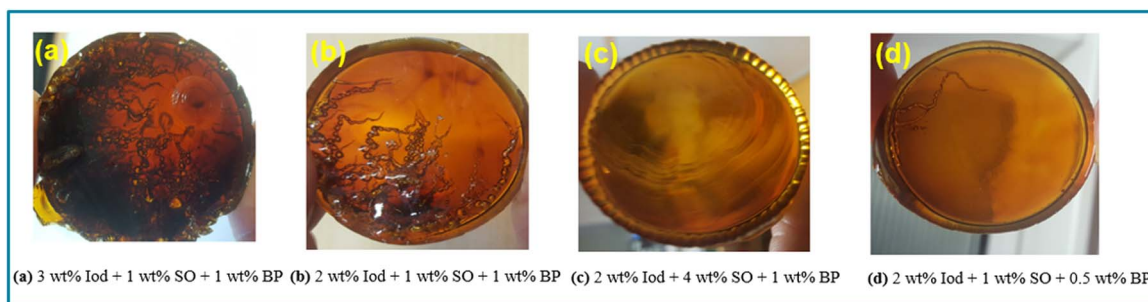 (a)
(b)
(c)
(d)
(a) 3 wt% Iod + 1 wt% SO + 1 wt% BP
(b) 2 wt% Iod + 1 wt% SO + 1 wt% BP
(c) 2 wt% Iod + 4 wt% SO + 1 wt% BP
(d) 2 wt% Iod + 1 wt% SO + 0.5 wt% BP